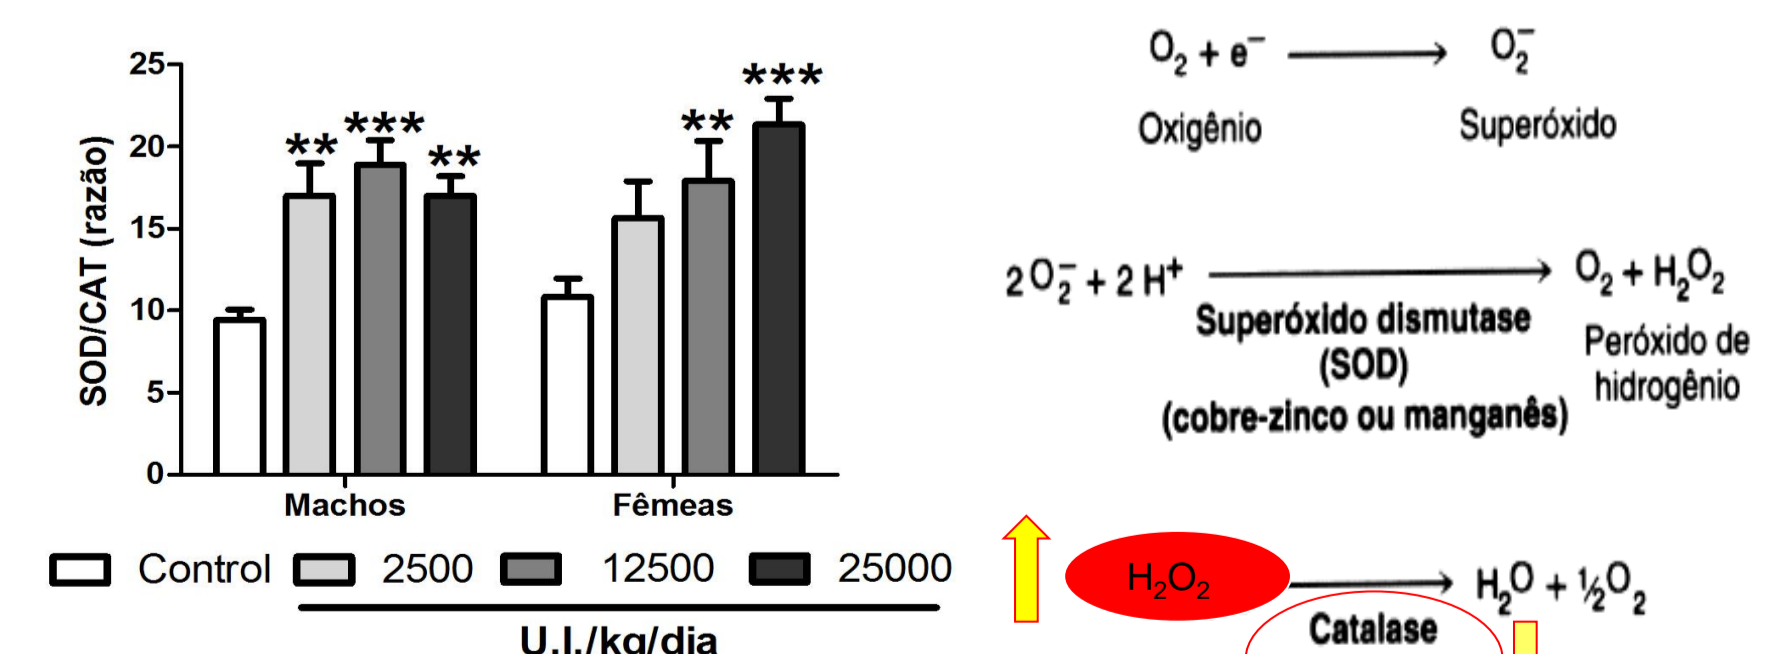 25
20
15
10
5
0
SOD/CAT (razão)
**
***
**
**
***
Machos
Fêmeas
Control
2500
12500
25000
U.I./kg/dia
O₂ + e⁻ ⟶ O₂⁻
Oxigênio
Superóxido
2 O₂⁻ + 2 H⁺ ⟶ O₂ + H₂O₂
Superóxido dismutase
(SOD)
(cobre-zinco ou manganês)
Peróxido de
hidrogênio
H₂O₂ ⟶ H₂O + ½O₂
Catalase